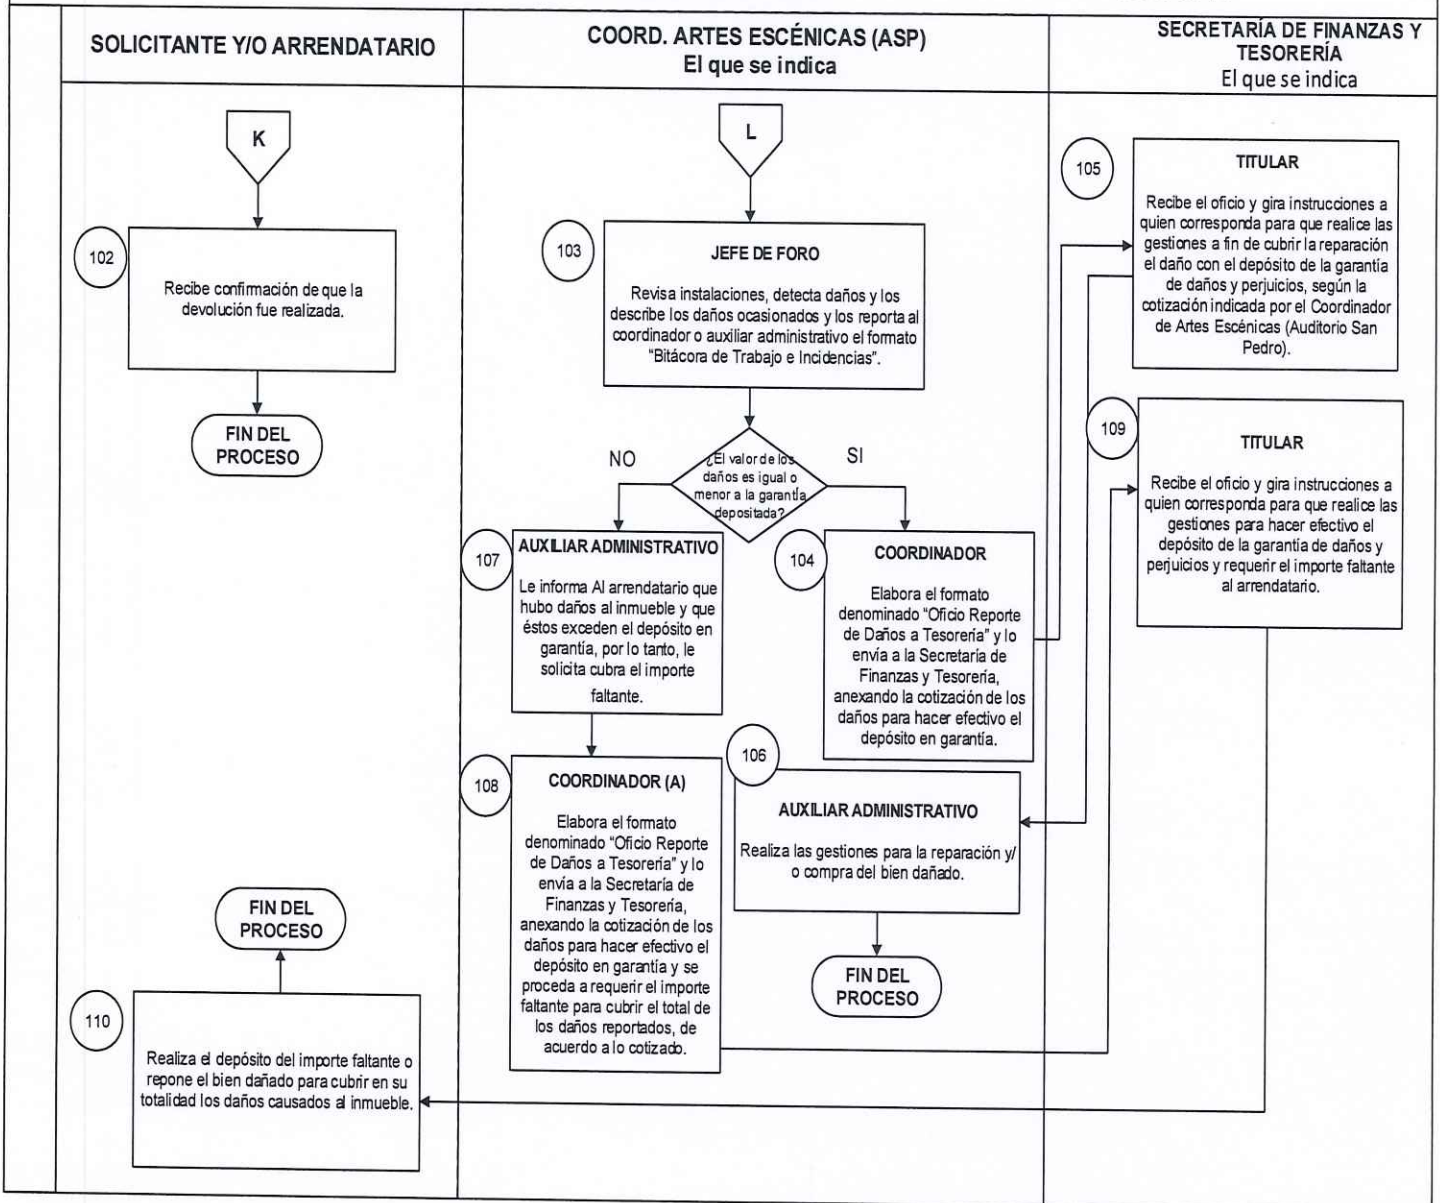 SOLICITANTE Y/O ARRENDATARIO
COORD. ARTES ESCÉNICAS (ASP)
El que se indica
SECRETARÍA DE FINANZAS Y
TESORERÍA
El que se indica
K
102
Recibe confirmación de que la
devolución fue realizada.
FIN DEL
PROCESO
L
103
JEFE DE FORO
Revisa instalaciones, detecta daños y los
describe los daños ocasionados y los reporta al
coordinador o auxiliar administrativo el formato
“Bitácora de Trabajo e Incidencias”.
NO
¿El valor de los
daños es igual o
menor a la garantía
depositada?
SI
107
AUXILIAR ADMINISTRATIVO
Le informa Al arrendatario que
hubo daños al inmueble y que
éstos exceden el depósito en
garantía, por lo tanto, le
solicita cubra el importe
faltante.
104
COORDINADOR
Elabora el formato
denominado “Oficio Reporte
de Daños a Tesorería” y lo
envía a la Secretaría de
Finanzas y Tesorería,
anexando la cotización de los
daños para hacer efectivo el
depósito en garantía.
105
TITULAR
Recibe el oficio y gira instrucciones a
quien corresponda para que realice las
gestiones a fin de cubrir la reparación
el daño con el depósito de la garantía
de daños y perjuicios, según la
cotización indicada por el Coordinador
de Artes Escénicas (Auditorio San
Pedro).
109
TITULAR
Recibe el oficio y gira instrucciones a
quien corresponda para que realice las
gestiones para hacer efectivo el
depósito de la garantía de daños y
perjuicios y requerir el importe faltante
al arrendatario.
108
COORDINADOR (A)
Elabora el formato
denominado “Oficio Reporte
de Daños a Tesorería” y lo
envía a la Secretaría de
Finanzas y Tesorería,
anexando la cotización de los
daños para hacer efectivo el
depósito en garantía y se
proceda a requerir el importe
faltante para cubrir el total de
los daños reportados, de
acuerdo a lo cotizado.
106
AUXILIAR ADMINISTRATIVO
Realiza las gestiones para la reparación y/
o compra del bien dañado.
FIN DEL
PROCESO
FIN DEL
PROCESO
110
Realiza el depósito del importe faltante o
repone el bien dañado para cubrir en su
totalidad los daños causados al inmueble.